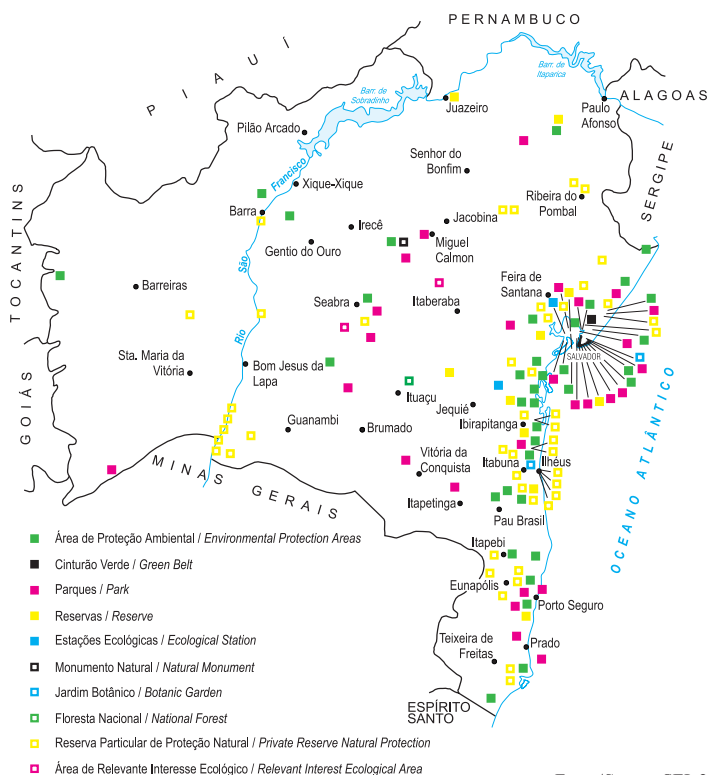 PERNAMBUCO
PIAUÍ
Barr. de
Itaparica
Barr. de
Sobradinho
ALAGOAS
Juazeiro
Paulo
Afonso
Pilão Arcado
Senhor do
Bonfim
SERGIPE
Francisco
Xique-Xique
Ribeira do
Pombal
Barra
Irecê
Jacobina
Gentio do Ouro
Miguel
Calmon
TOCANTINS
São
Barreiras
Feira de
Santana
Itaberaba
Seabra
Rio
SALVADOR
Sta. Maria da
Vitória
Bom Jesus da
Lapa
GOIÁS
Ituaçu
Jequié
Ibirapitanga
OCEANO ATLÂNTICO
Guanambi
Brumado
MINAS GERAIS
Vitória da
Conquista
Itabuna
Ilhéus
Itapetinga
Pau Brasil
Itapebi
Eunapólis
Porto Seguro
Teixeira de
Freitas
Prado
ESPÍRITO
SANTO
Área de Proteção Ambiental / Environmental Protection Areas
Cinturão Verde / Green Belt
Parques / Park
Reservas / Reserve
Estações Ecológicas / Ecological Station
Monumento Natural / Natural Monument
Jardim Botânico / Botanic Garden
Floresta Nacional / National Forest
Reserva Particular de Proteção Natural / Private Reserve Natural Protection
Área de Relevante Interesse Ecológico / Relevant Interest Ecological Area